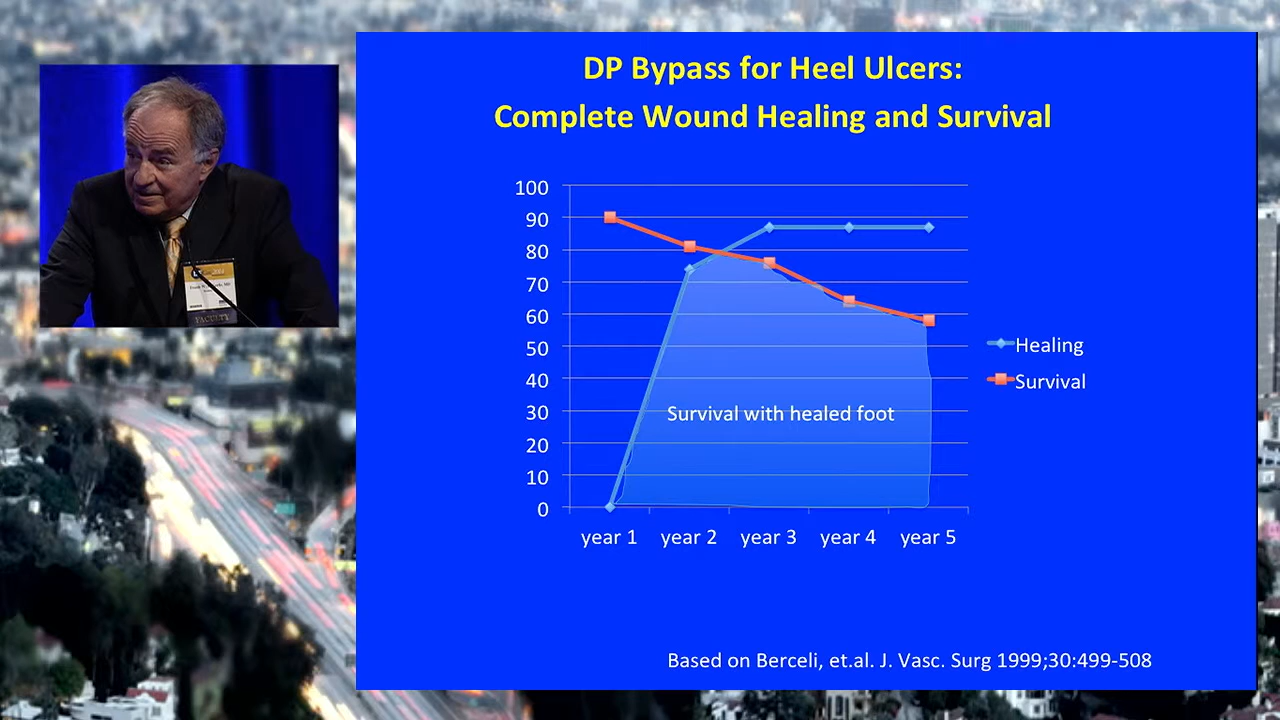 DP Bypass for Heel Ulcers:
Complete Wound Healing and Survival
100
90
80
70
60
50
40
30
20
10
0
Survival with healed foot
year 1 year 2 year 3 year 4 year 5
Healing
Survival
Based on Berceli, et.al. J. Vasc. Surg 1999;30:499-508
FACULTY